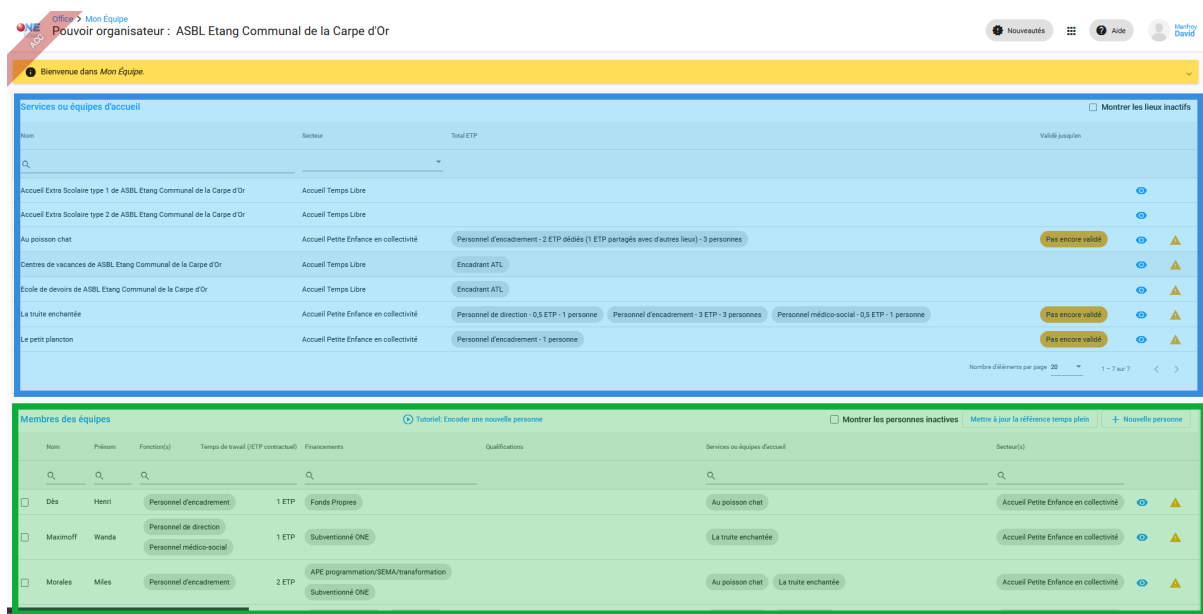 Office > Mon Équipe
ONE
ACC
Pouvoir organisateur : ASBL Etang Communal de la Carpe d'Or
Nouveautés
Aide
Manfroy
David
Bienvenue dans Mon Équipe.
Services ou équipes d'accueil
Montrer les lieux inactifs
Nom Secteur Total ETP Validé jusqu'en
Accueil Extra Scolaire type 1 de ASBL Etang Communal de la Carpe d'Or Accueil Temps Libre
Accueil Extra Scolaire type 2 de ASBL Etang Communal de la Carpe d'Or Accueil Temps Libre
Au poisson chat Accueil Petite Enfance en collectivité Personnel d'encadrement - 2 ETP dédiés (1 ETP partagés avec d'autres lieux) - 3 personnes Pas encore validé
Centres de vacances de ASBL Etang Communal de la Carpe d'Or Accueil Temps Libre Encadrant ATL
Ecole de devoirs de ASBL Etang Communal de la Carpe d'Or Accueil Temps Libre Encadrant ATL
La truite enchantée Accueil Petite Enfance en collectivité Personnel de direction - 0,5 ETP - 1 personne Personnel d'encadrement - 3 ETP - 3 personnes Personnel médico-social - 0,5 ETP - 1 personne Pas encore validé
Le petit plancton Accueil Petite Enfance en collectivité Personnel d'encadrement - 1 personne Pas encore validé
Nombre d'éléments par page 20 1 – 7 sur 7
Membres des équipes Tutoriel: Encoder une nouvelle personne Montrer les personnes inactives Mettre à jour la référence temps plein + Nouvelle personne
Nom Prénom Fonction(s) Temps de travail (/ETP contractuel) Financements Qualifications Services ou équipes d'accueil Secteur(s)
Dès Henri Personnel d'encadrement 1 ETP Fonds Propres Au poisson chat Accueil Petite Enfance en collectivité
Personnel de direction
Maximoff Wanda 1 ETP Subventionné ONE La truite enchantée Accueil Petite Enfance en collectivité
Personnel médico-social
APE programmation/SEMA/transformation
Morales Miles Personnel d'encadrement 2 ETP Au poisson chat La truite enchantée Accueil Petite Enfance en collectivité
Subventionné ONE